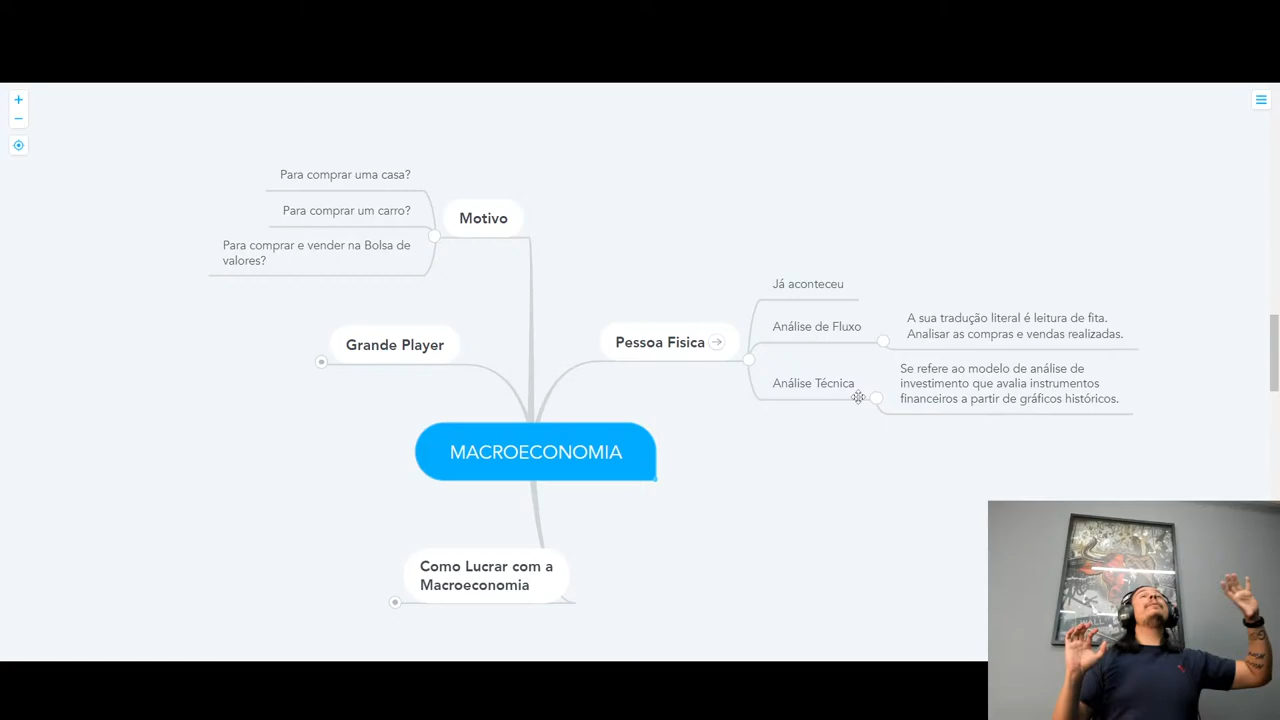 Para comprar uma casa?
Para comprar um carro?
Para comprar e vender na Bolsa de
valores?
Motivo
Grande Player
MACROECONOMIA
Pessoa Fisica
Já aconteceu
Análise de Fluxo
A sua tradução literal é leitura de fita.
Analisar as compras e vendas realizadas.
Análise Técnica
Se refere ao modelo de análise de
investimento que avalia instrumentos
financeiros a partir de gráficos históricos.
Como Lucrar com a
Macroeconomia